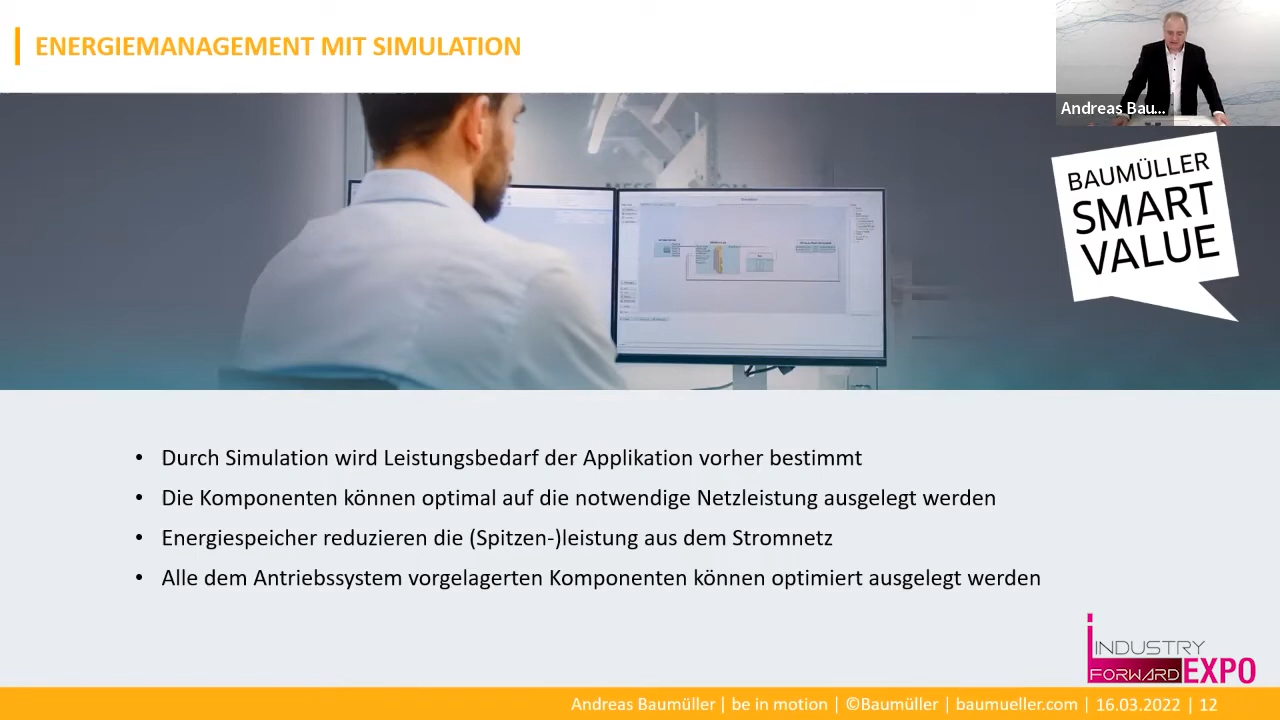 ENERGIEMANAGEMENT MIT SIMULATION
Andreas Bau...
BAUMÜLLER
SMART
VALUE
• Durch Simulation wird Leistungsbedarf der Applikation vorher bestimmt
• Die Komponenten können optimal auf die notwendige Netzleistung ausgelegt werden
• Energiespeicher reduzieren die (Spitzen-)leistung aus dem Stromnetz
• Alle dem Antriebssystem vorgelagerten Komponenten können optimiert ausgelegt werden
INDUSTRY
FORWARD EXPO
Andreas Baumüller | be in motion | ©Baumüller | baumueller.com | 16.03.2022 | 12